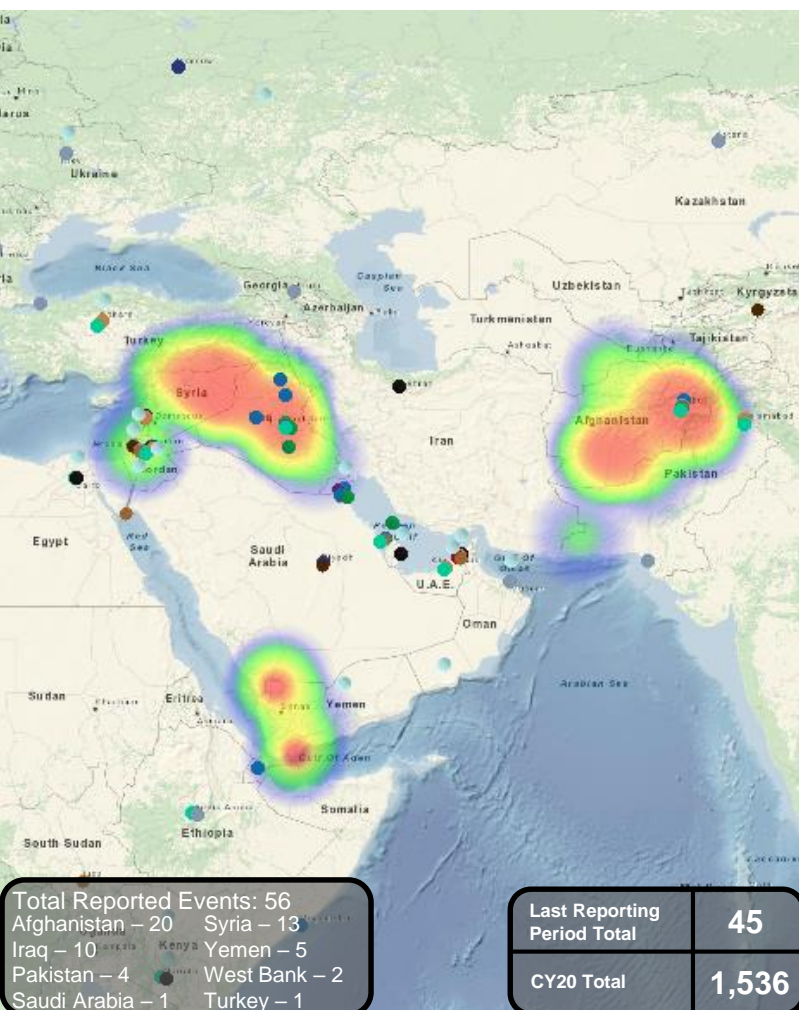 Ukraine
Kazakhstan
Black Sea
Georgia
Caspian
Sea
Uzbekistan
Kyrgyzsta
Azerbaijan
Turkmenistan
Tajikistan
Turkey
Syria
Afghanistan
Iran
Jordan
Pakistan
Egypt
Red
Sea
Saudi
Arabia
U.A.E.
Oman
Sudan
Eritrea
Yemen
Arabian Sea
Gulf Of Aden
Somalia
Ethiopia
South Sudan
Kenya
Total Reported Events: 56
Afghanistan – 20 Syria – 13
Iraq – 10 Yemen – 5
Pakistan – 4 West Bank – 2
Saudi Arabia – 1 Turkey – 1
Last Reporting
Period Total
45
CY20 Total
1,536